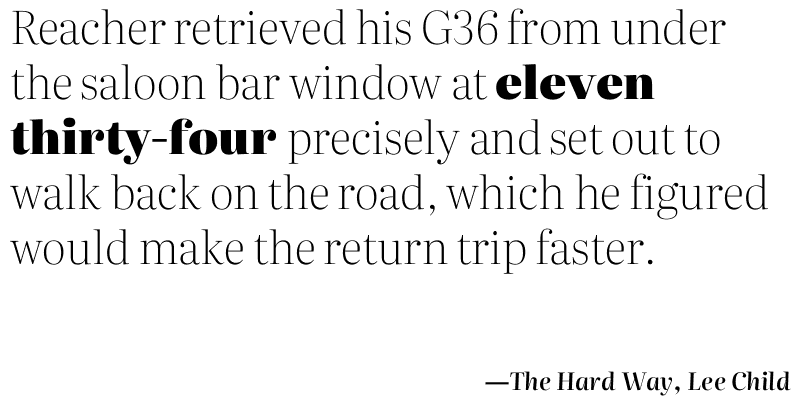 Reacher retrieved his G36 from under
the saloon bar window at eleven
thirty-four precisely and set out to
walk back on the road, which he figured
would make the return trip faster.
—The Hard Way, Lee Child